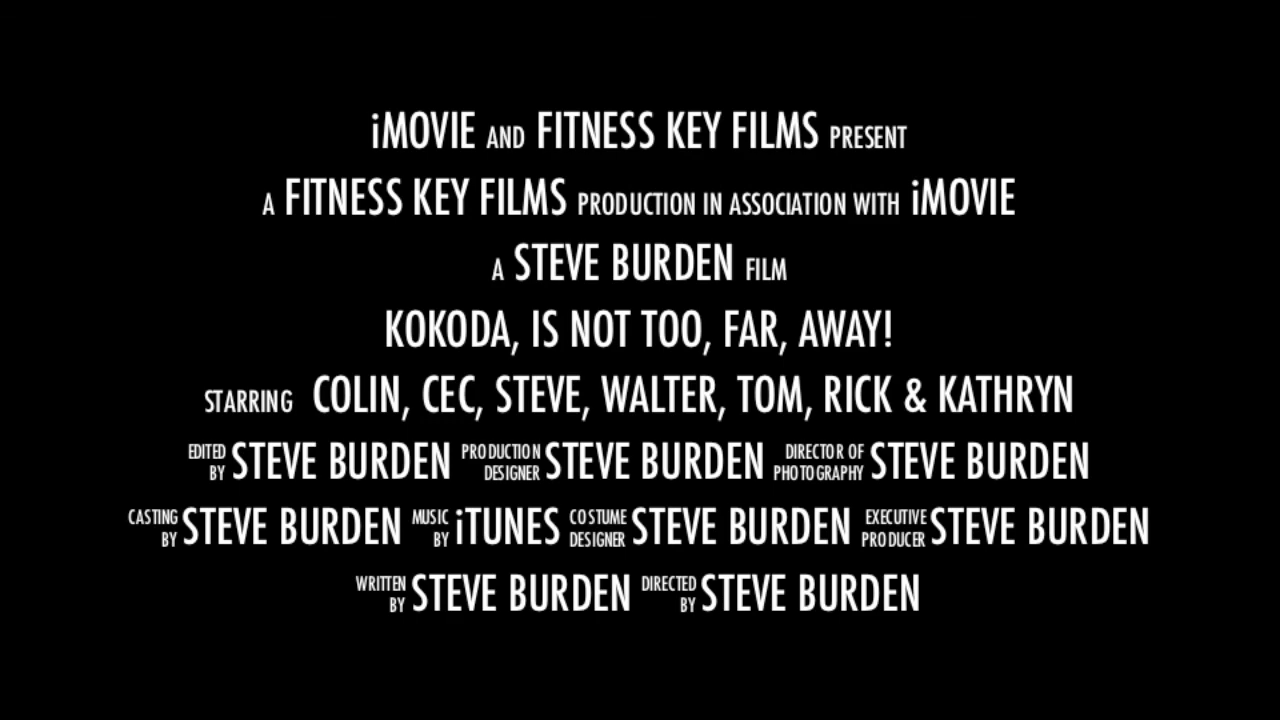 iMOVIE AND FITNESS KEY FILMS PRESENT
A FITNESS KEY FILMS PRODUCTION IN ASSOCIATION WITH iMOVIE
A STEVE BURDEN FILM
KOKODA, IS NOT TOO, FAR, AWAY!
STARRING COLIN, CEC, STEVE, WALTER, TOM, RICK & KATHRYN
EDITED BY STEVE BURDEN PRODUCTION DESIGNER STEVE BURDEN DIRECTOR OF PHOTOGRAPHY STEVE BURDEN
CASTING BY STEVE BURDEN MUSIC BY iTUNES COSTUME DESIGNER STEVE BURDEN EXECUTIVE PRODUCER STEVE BURDEN
WRITTEN BY STEVE BURDEN DIRECTED BY STEVE BURDEN